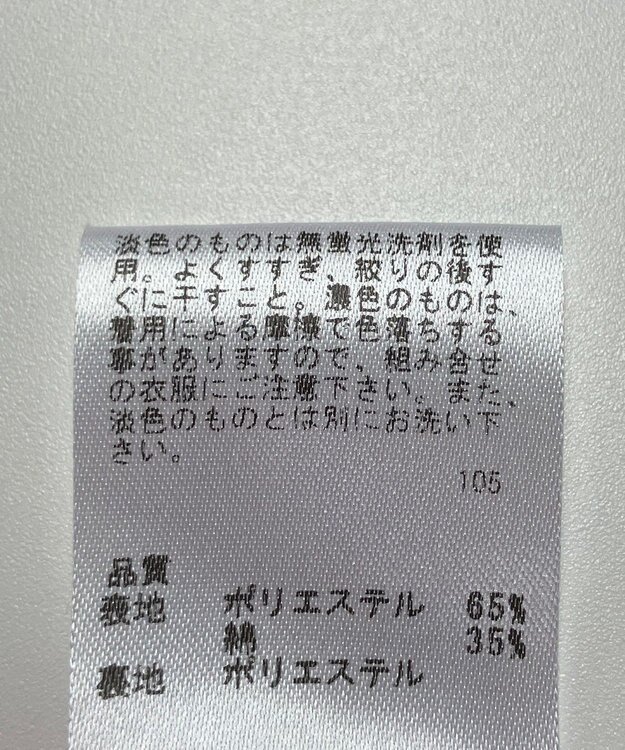 淡色のものは無蛍光洗剤を使
用。よくすすぎ、絞りの後す
ぐに干すこと。濃色のものは、
着用による摩擦で色落ちする
恐れがありますので、組み合せ
の衣服にご注意下さい。また、
淡色のものとは別にお洗い下
さい。
105
品質
表地 ポリエステル 65%
綿 35%
裏地 ポリエステル